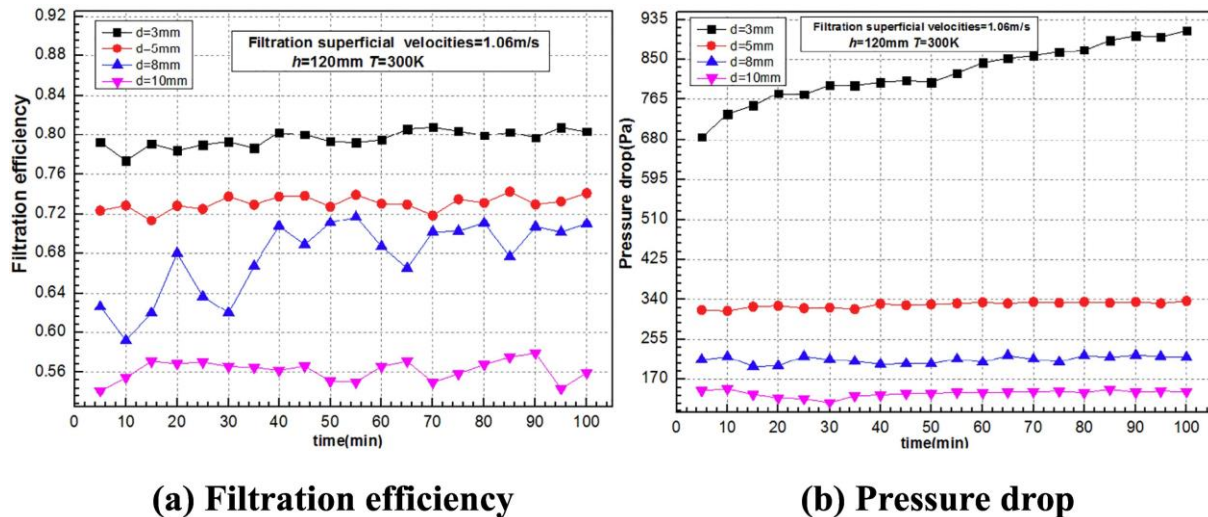 0.92
0.88
0.84
0.80
0.76
0.72
0.68
0.64
0.60
0.56
Filtration efficiency
d=3mm
d–5mm
d=8mm
d=10mm
Filtration superficial velocities=1.06m/s
h=120mm T=300K
0 10 20 30 40 50 60 70 80 90 100
time(min)
(a) Filtration efficiency
935
850
765
680
595
510
425
340
255
170
Pressure drop(Pa)
d=3mm
d=5mm
d=8mm
d=10mm
Filtration superficial velocities=1.06m/s
h=120mm T=300K
0 10 20 30 40 50 60 70 80 90 100
time(min)
(b) Pressure drop